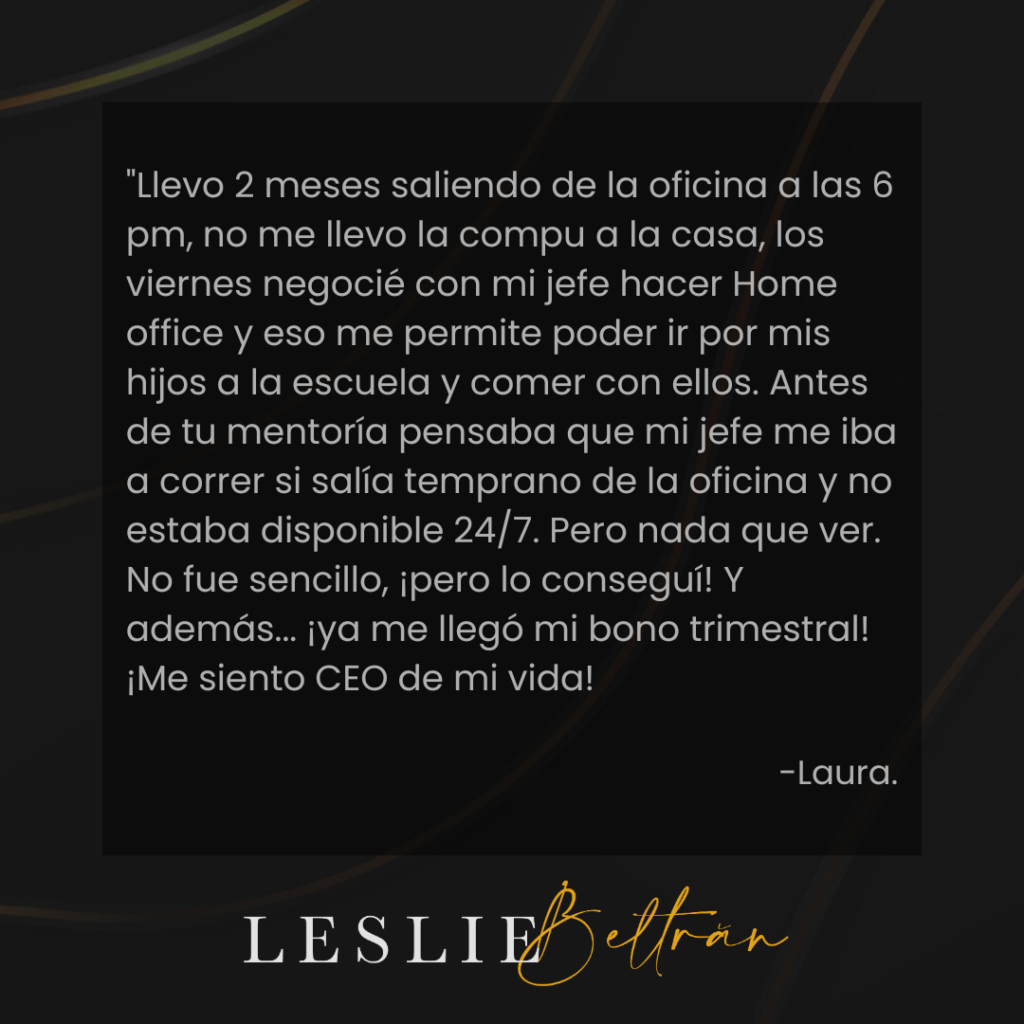 "Llevo 2 meses saliendo de la oficina a las 6
pm, no me llevo la compu a la casa, los
viernes negocié con mi jefe hacer Home
office y eso me permite poder ir por mis
hijos a la escuela y comer con ellos. Antes
de tu mentoría pensaba que mi jefe me iba
a correr si salía temprano de la oficina y no
estaba disponible 24/7. Pero nada que ver.
No fue sencillo, ¡pero lo conseguí! Y
además... ¡ya me llegó mi bono trimestral!
¡Me siento CEO de mi vida!
-Laura.
LESLIE Beltrán